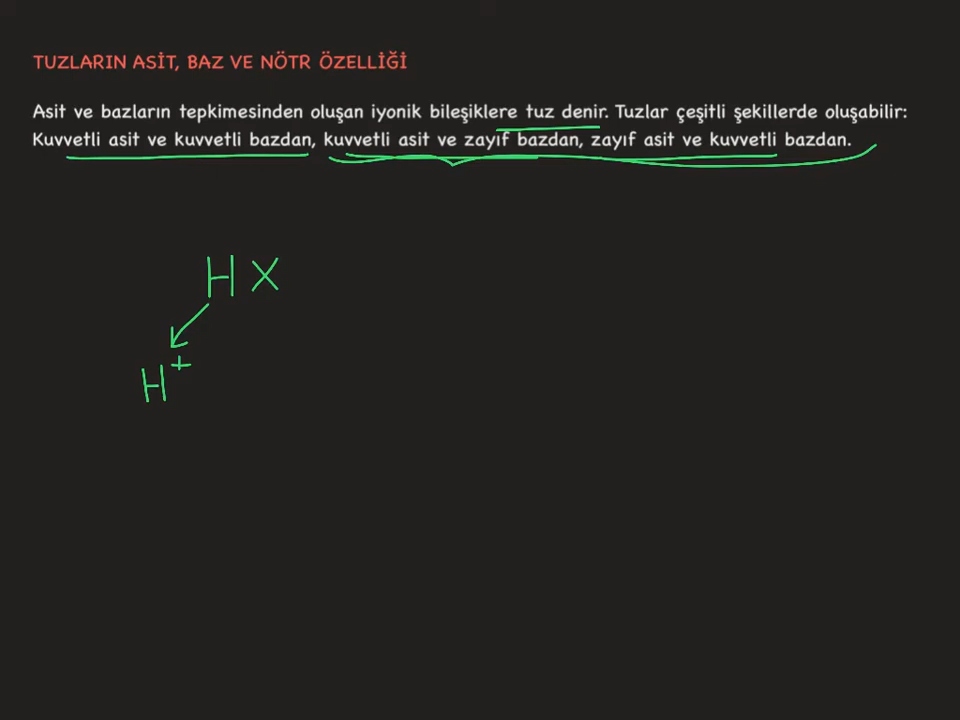 TUZLARIN ASİT, BAZ VE NÖTR ÖZELLİĞİ
Asit ve bazların tepkimesinden oluşan iyonik bileşiklere tuz denir. Tuzlar çeşitli şekillerde oluşabilir:
Kuvvetli asit ve kuvvetli bazdan, kuvvetli asit ve zayıf bazdan, zayıf asit ve kuvvetli bazdan.
H X
H⁺